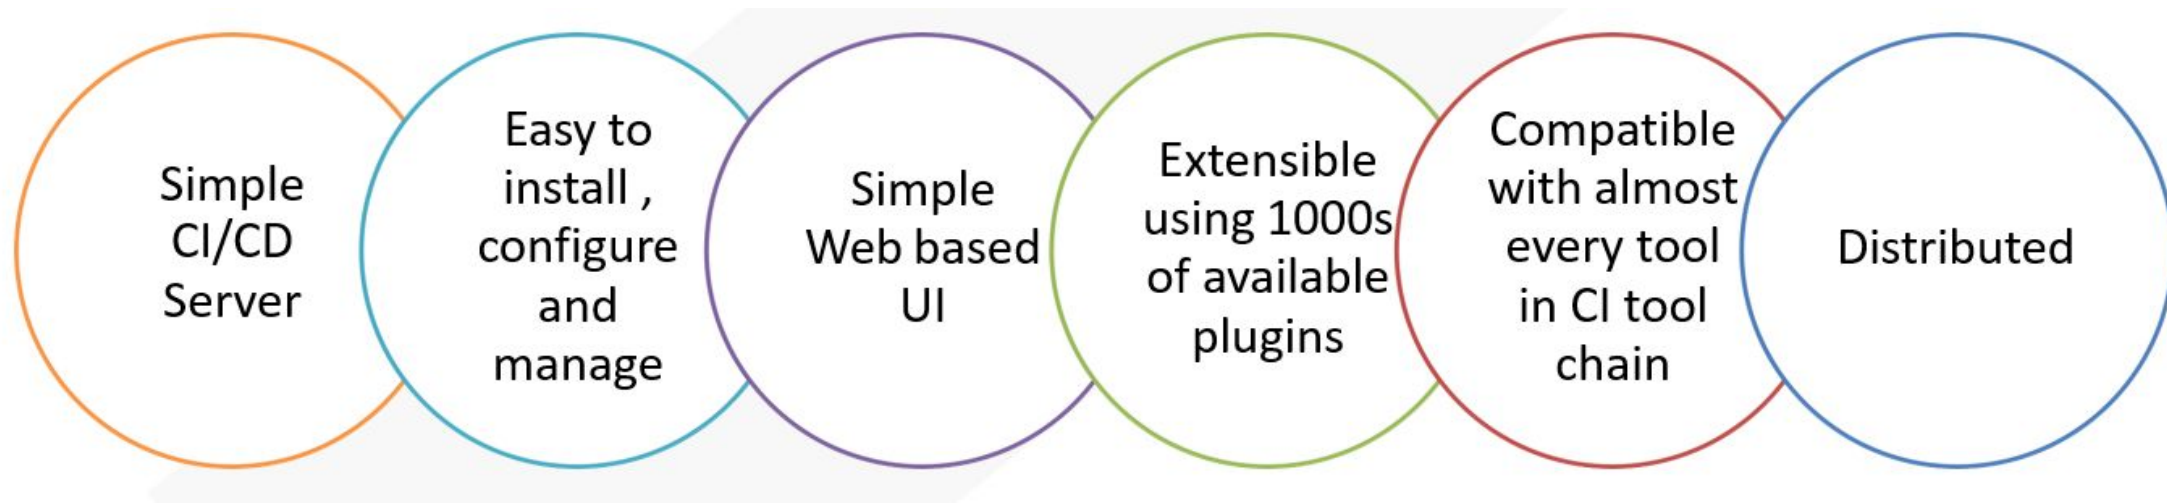 Simple
CI/CD
Server
Easy to
install ,
configure
and
manage
Simple
Web based
UI
Extensible
using 1000s
of available
plugins
Compatible
with almost
every tool
in CI tool
chain
Distributed